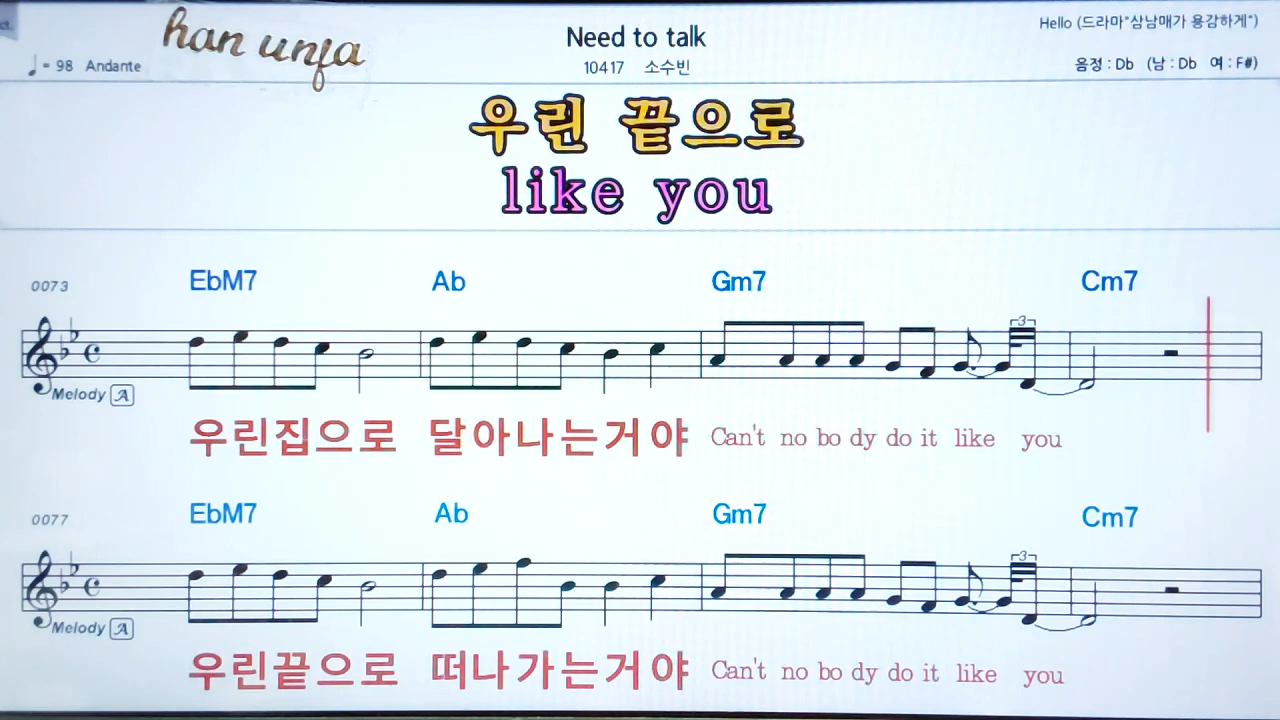 han unfa
Need to talk
Hello (드라마"삼남매가 용감하게")
♩= 98 Andante
10417 소수빈
음정 : Db (남 : Db 여 : F#)
우린 끝으로
like you
0073 EbM7 Ab Gm7 Cm7
3
Melody A
우린집으로 달아나는거야 Can't no bo dy do it like you
0077 EbM7 Ab Gm7 Cm7
3
Melody A
우린끝으로 떠나가는거야 Can't no bo dy do it like you